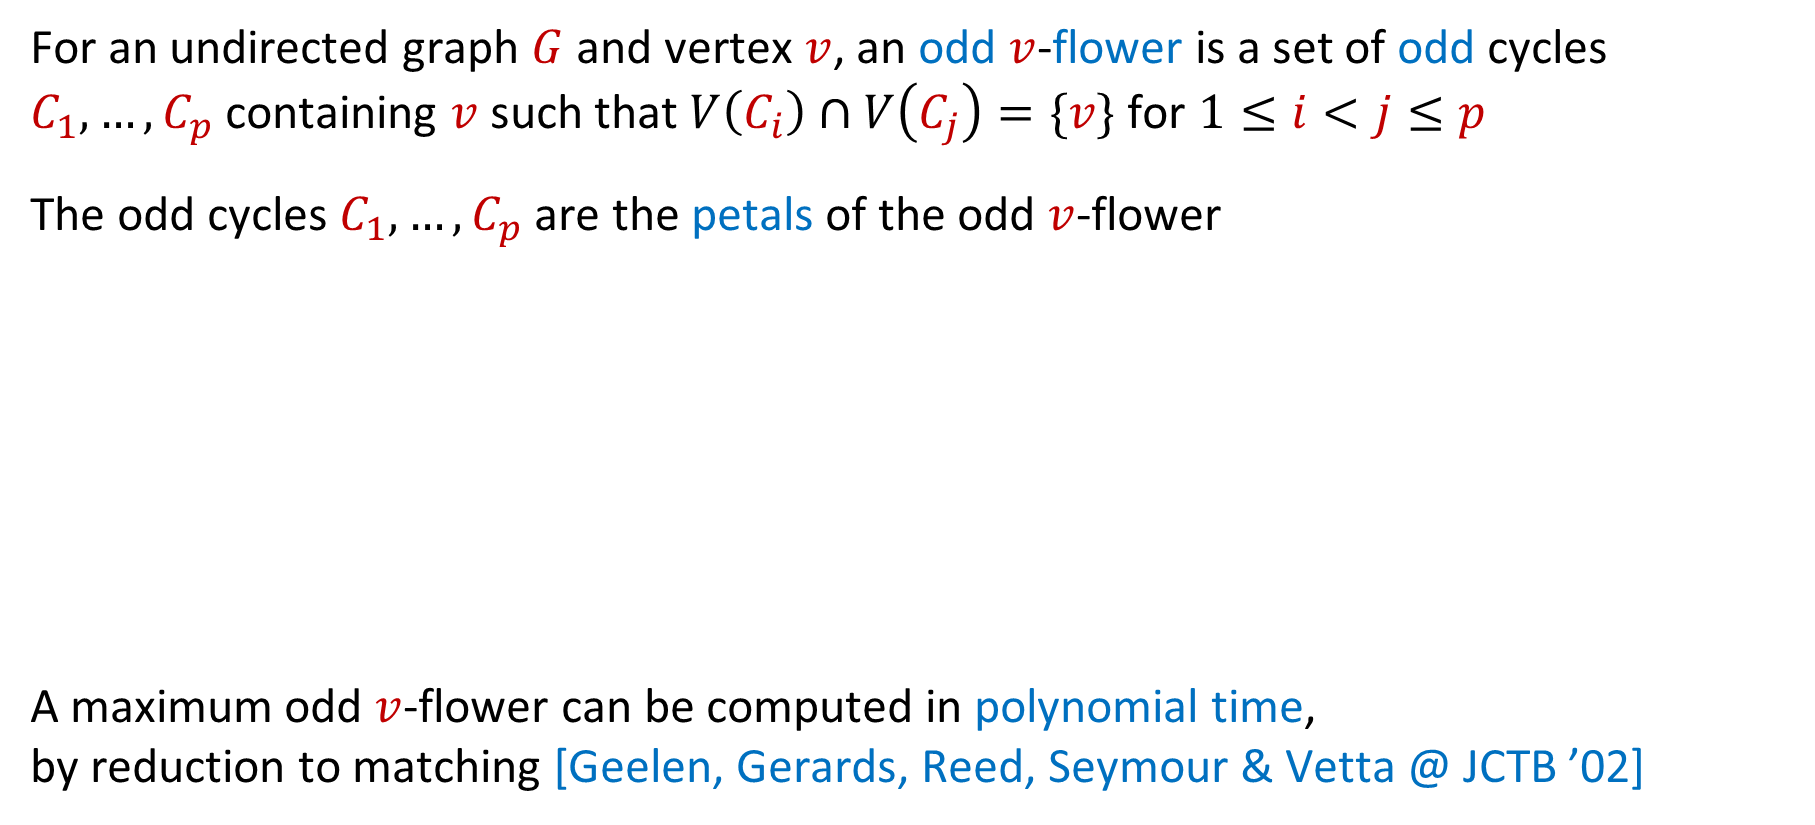 For an undirected graph G and vertex v, an odd v-flower is a set of odd cycles
C₁, …, Cₚ containing v such that V(Cᵢ) ∩ V(Cⱼ) = {v} for 1 ≤ i < j ≤ p
The odd cycles C₁, …, Cₚ are the petals of the odd v-flower
A maximum odd v-flower can be computed in polynomial time,
by reduction to matching [Geelen, Gerards, Reed, Seymour & Vetta @ JCTB ’02]